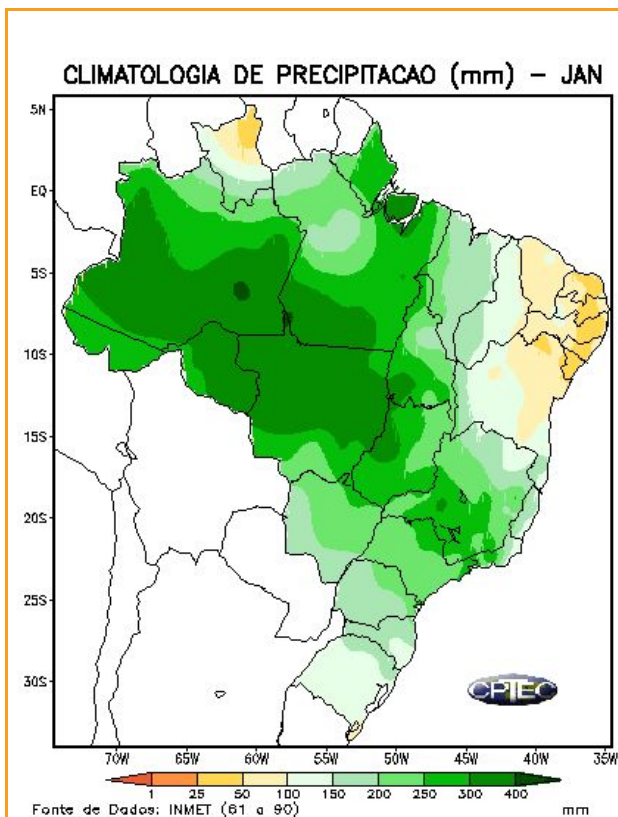 CLIMATOLOGIA DE PRECIPITACAO (mm) – JAN
5N
EQ
5S
10S
15S
20S
25S
30S
CPTEC
70W 65W 60W 55W 50W 45W 40W 35W
1 25 50 100 150 200 250 300 400
Fonte de Dados: INMET (61 a 90) mm